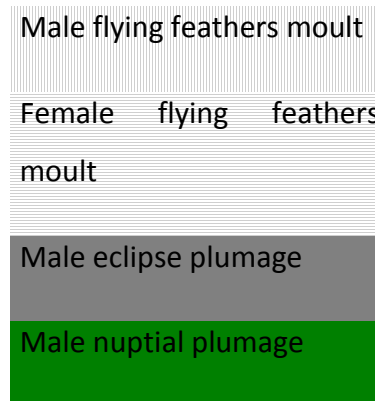 Male flying feathers moult
Female flying feathers
moult
Male eclipse plumage
Male nuptial plumage